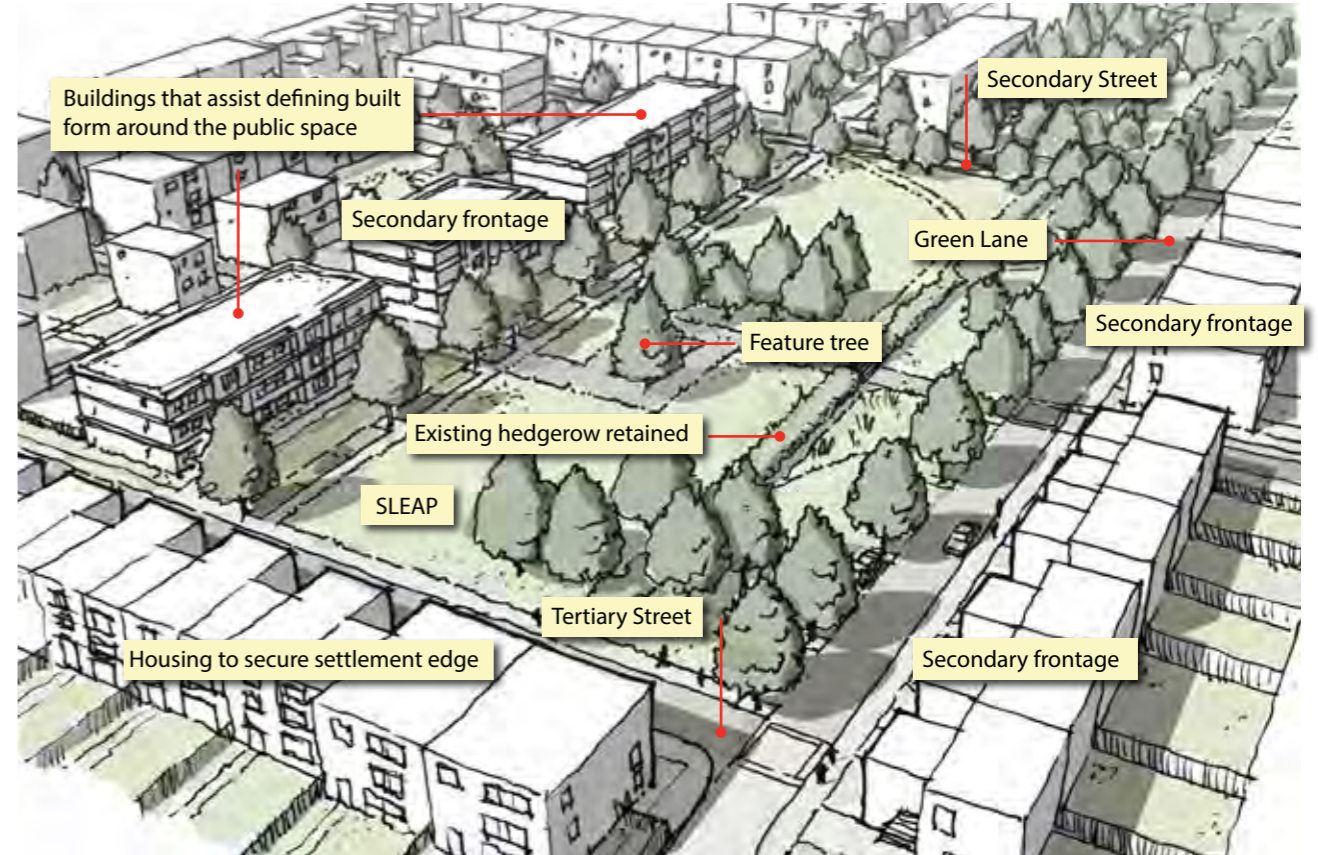 Secondary Street
Buildings that assist defining built
form around the public space
Secondary frontage
Green Lane
Secondary frontage
Feature tree
Existing hedgerow retained
SLEAP
Tertiary Street
Housing to secure settlement edge
Secondary frontage